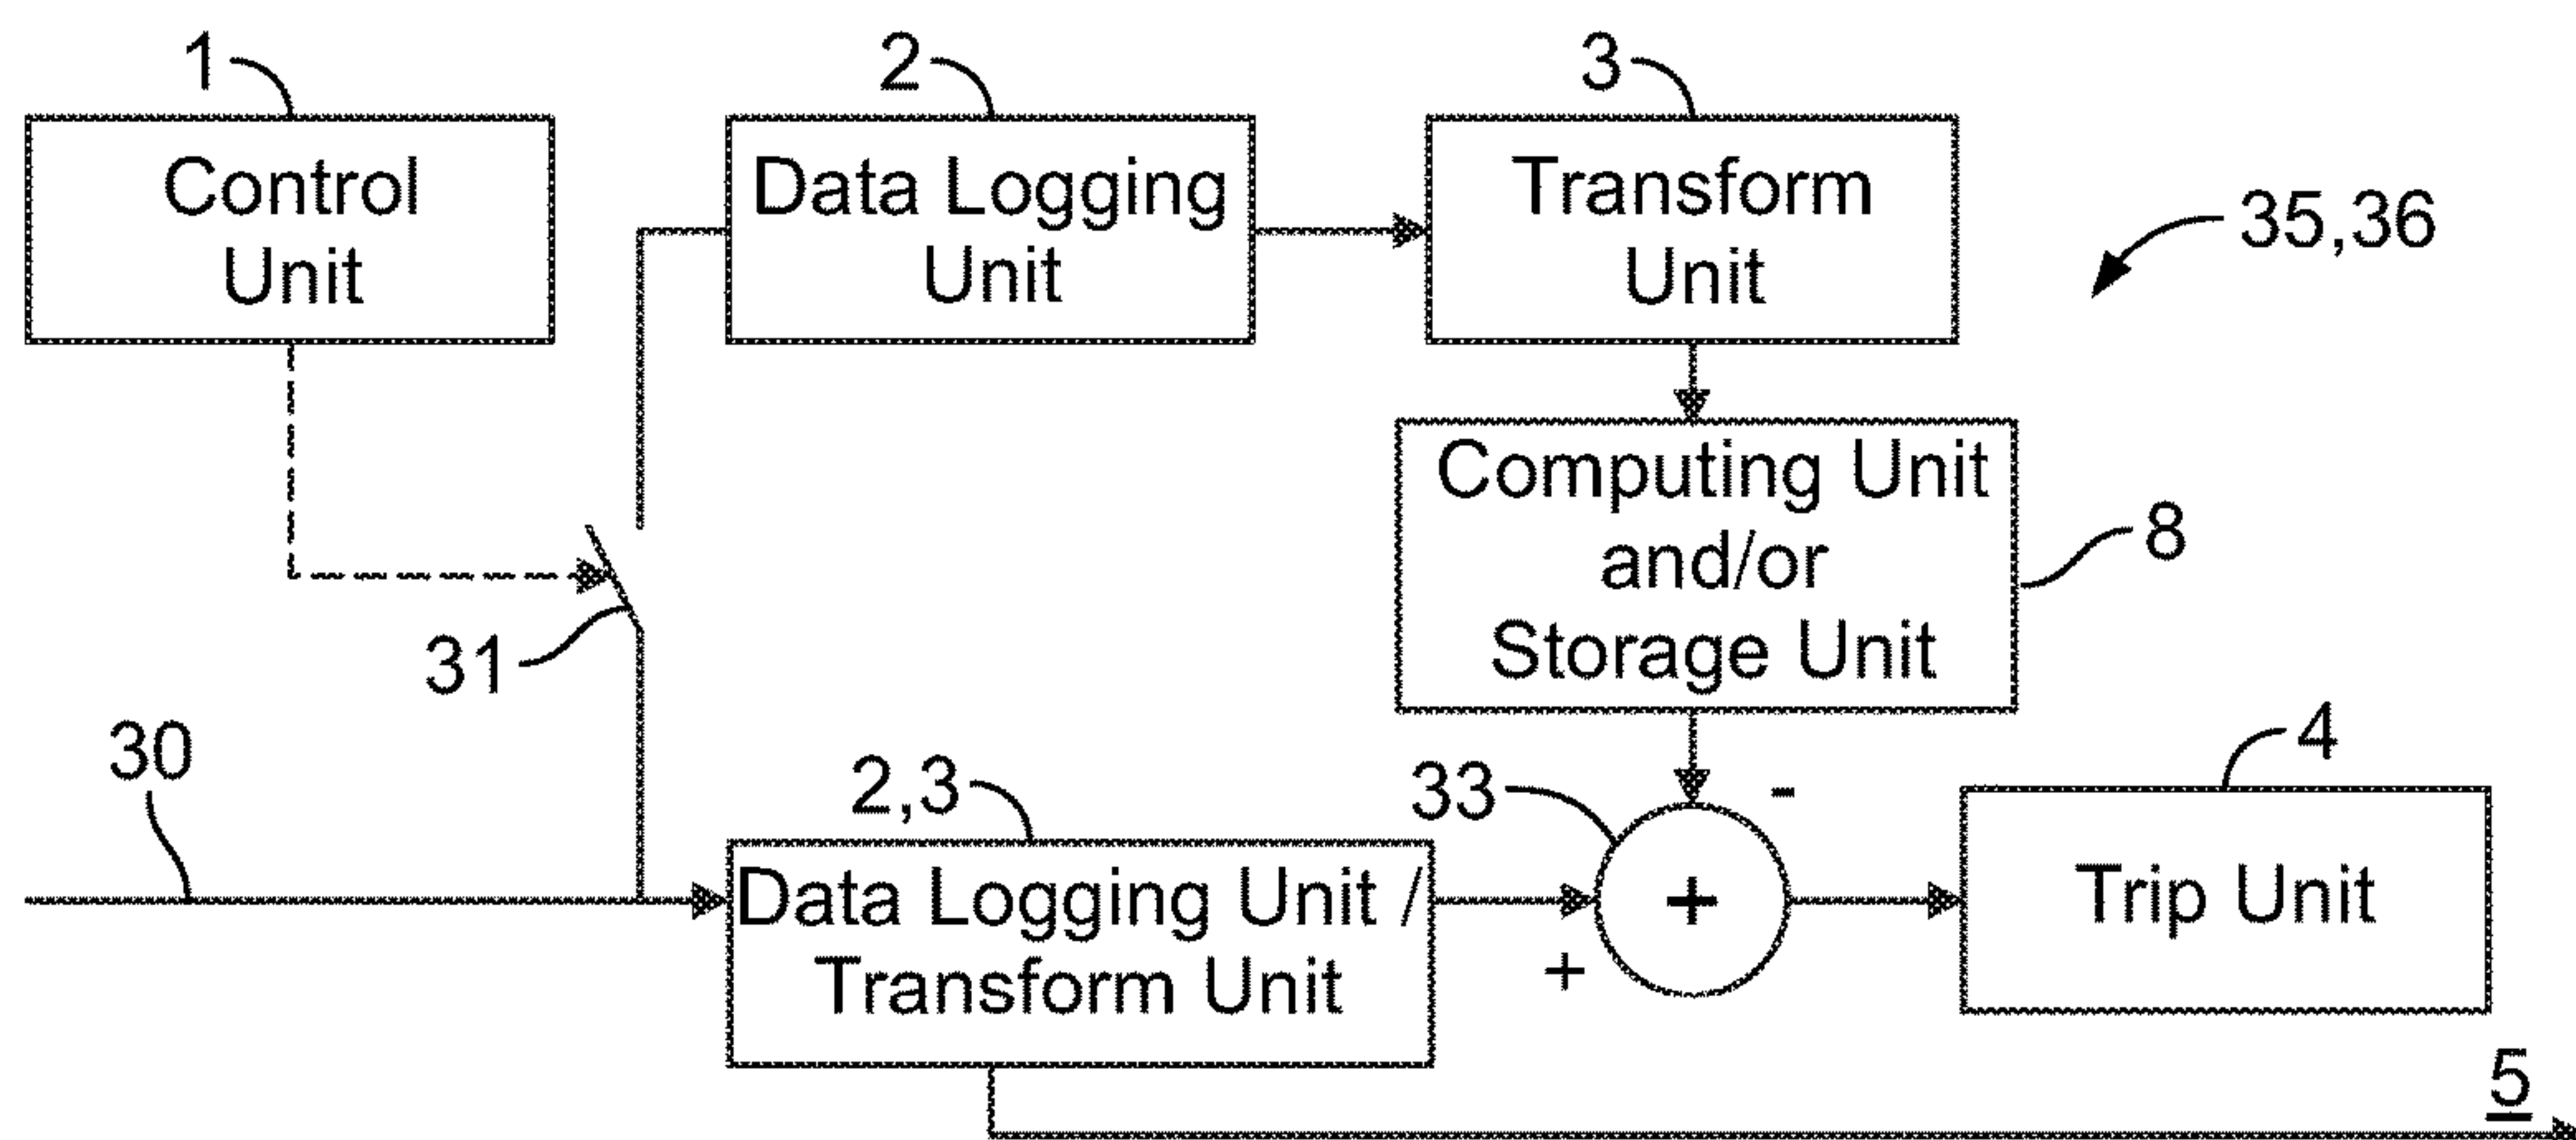 1
2
3
Control
Unit
Data Logging
Unit
Transform
Unit
35,36
Computing Unit
and/or
Storage Unit
8
31
30
2,3
33
-
4
Data Logging Unit /
Transform Unit
+
+
Trip Unit
5